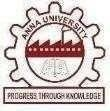 ANNA UNIVERSITY
PROGRESS THROUGH KNOWLEDGE